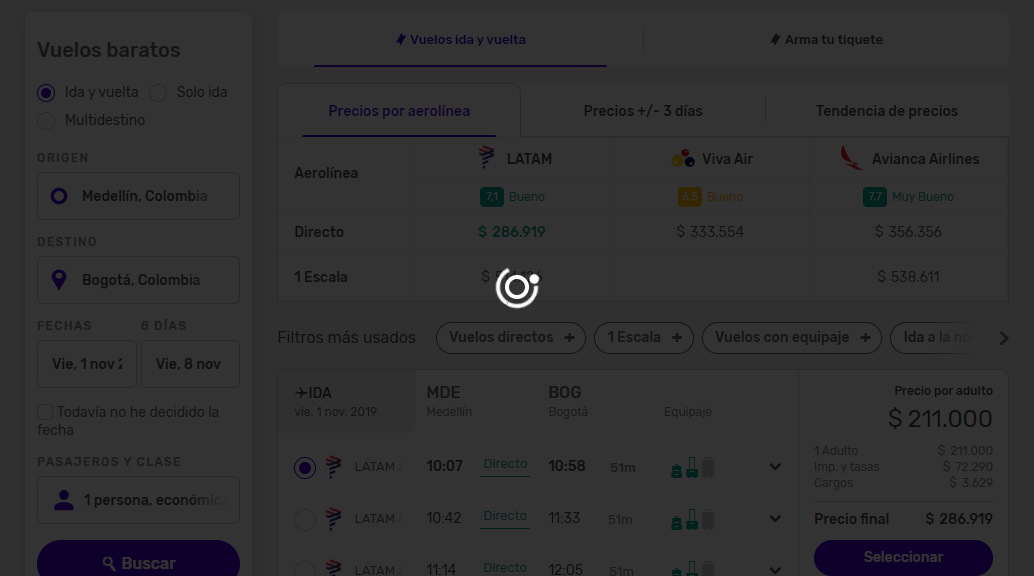 Vuelos baratos
Ida y vuelta
Solo ida
Multidestino
ORIGEN
Medellín, Colombia
DESTINO
Bogotá, Colombia
FECHAS
8 DÍAS
Vie, 1 nov 2
Vie, 8 nov
Todavía no he decidido la
fecha
PASAJEROS Y CLASE
1 persona, económica
Buscar
Vuelos ida y vuelta
Arma tu tiquete
Precios por aerolínea
Precios +/- 3 días
Tendencia de precios
Aerolínea
LATAM
Viva Air
Avianca Airlines
7,1 Bueno
6,5 Bueno
7,7 Muy Bueno
Directo
$ 286.919
$ 333.554
$ 356.356
1 Escala
$
$ 538.611
Filtros más usados
Vuelos directos +
1 Escala +
Vuelos con equipaje +
Ida a la
IDA
vie. 1 nov. 2019
MDE
Medellín
BOG
Bogotá
Equipaje
LATAM
10:07
Directo
10:58
51m
LATAM
10:42
Directo
11:33
51m
LATAM
11:14
Directo
12:05
51m
Precio por adulto
$ 211.000
1 Adulto $ 211.000
Imp. y tasas $ 72.290
Cargos $ 3.629
Precio final $ 286.919
Seleccionar